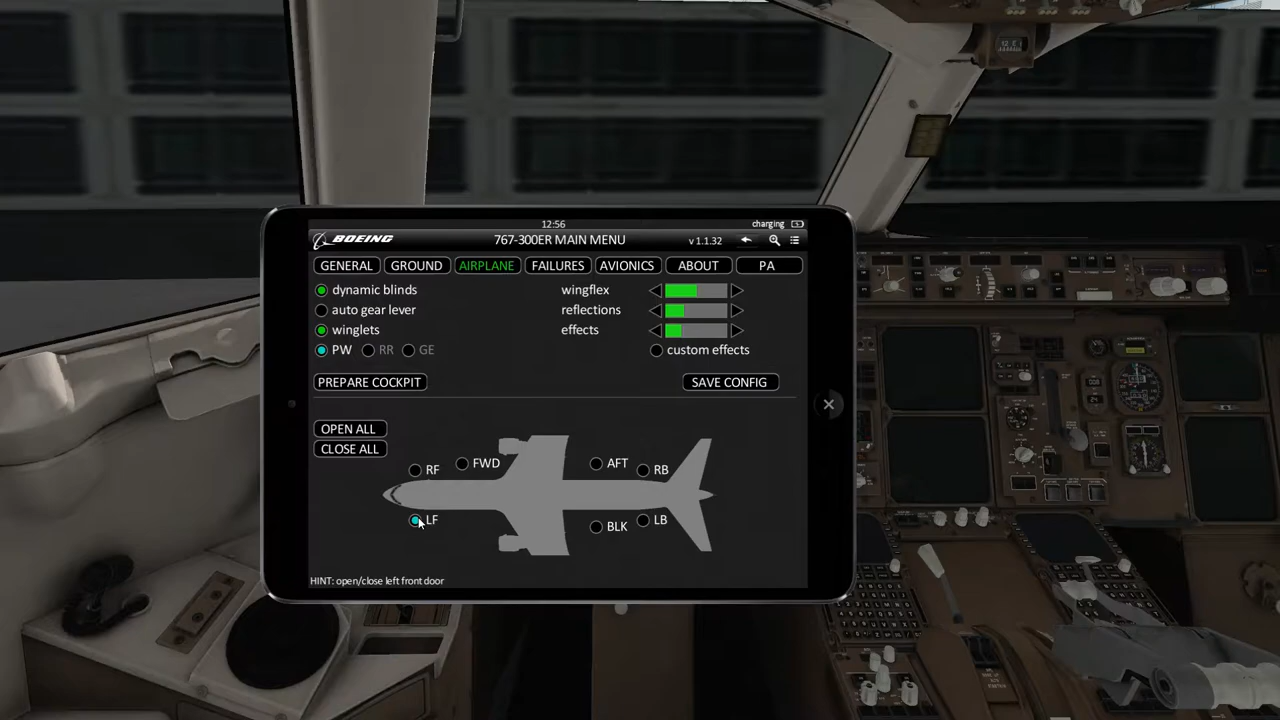 12:56
charging
BOEING
767-300ER MAIN MENU
v 1.1.32
GENERAL
GROUND
AIRPLANE
FAILURES
AVIONICS
ABOUT
PA
dynamic blinds
wingflex
auto gear lever
reflections
winglets
effects
PW
RR
GE
custom effects
PREPARE COCKPIT
SAVE CONFIG
OPEN ALL
CLOSE ALL
RF
FWD
AFT
RB
LF
BLK
LB
HINT: open/close left front door